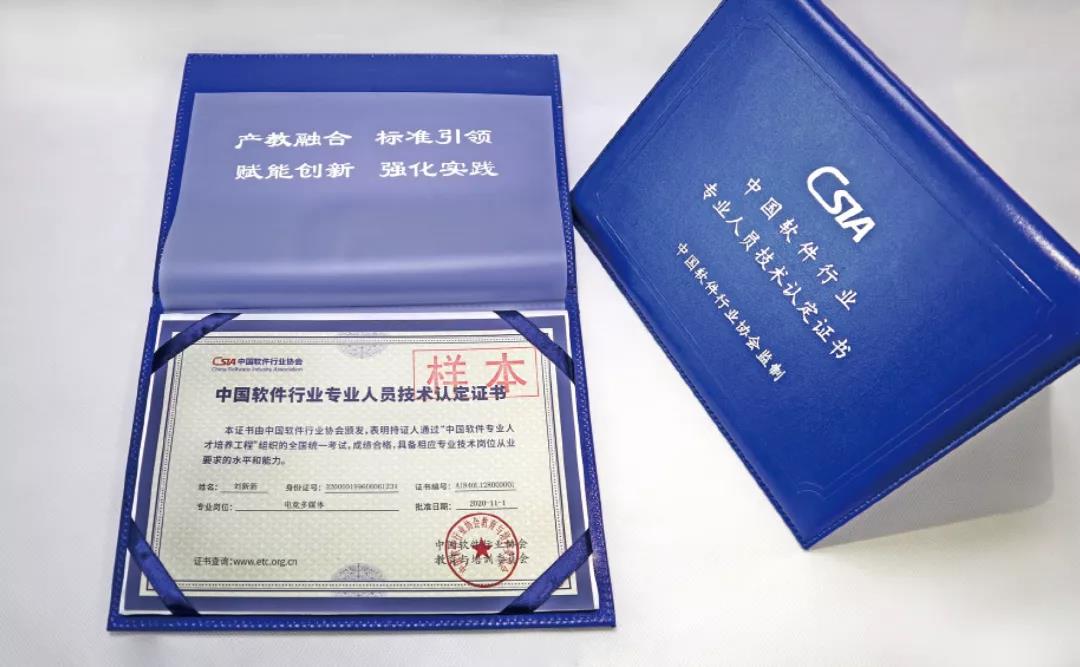 产教融合 标准引领
赋能创新 强化实践
CSIA 中国软件行业协会
China Software Industry Association
样本
中国软件行业专业人员技术认定证书
本证书由中国软件行业协会颁发，表明持证人通过“中国软件专业人
才培养工程”组织的全国统一考试，成绩合格，具备相应专业技术岗位从业
要求的水平和能力。
姓名： 刘新新 身份证号： 证书编号：
专业岗位： 电竞多媒体 批准日期： 2020-11-1
中国软件行业协会
教育与培训委员会
证书查询：www.etc.org.cn
CSIA
中国软件行业
专业人员技术认定证书
中国软件行业协会监制